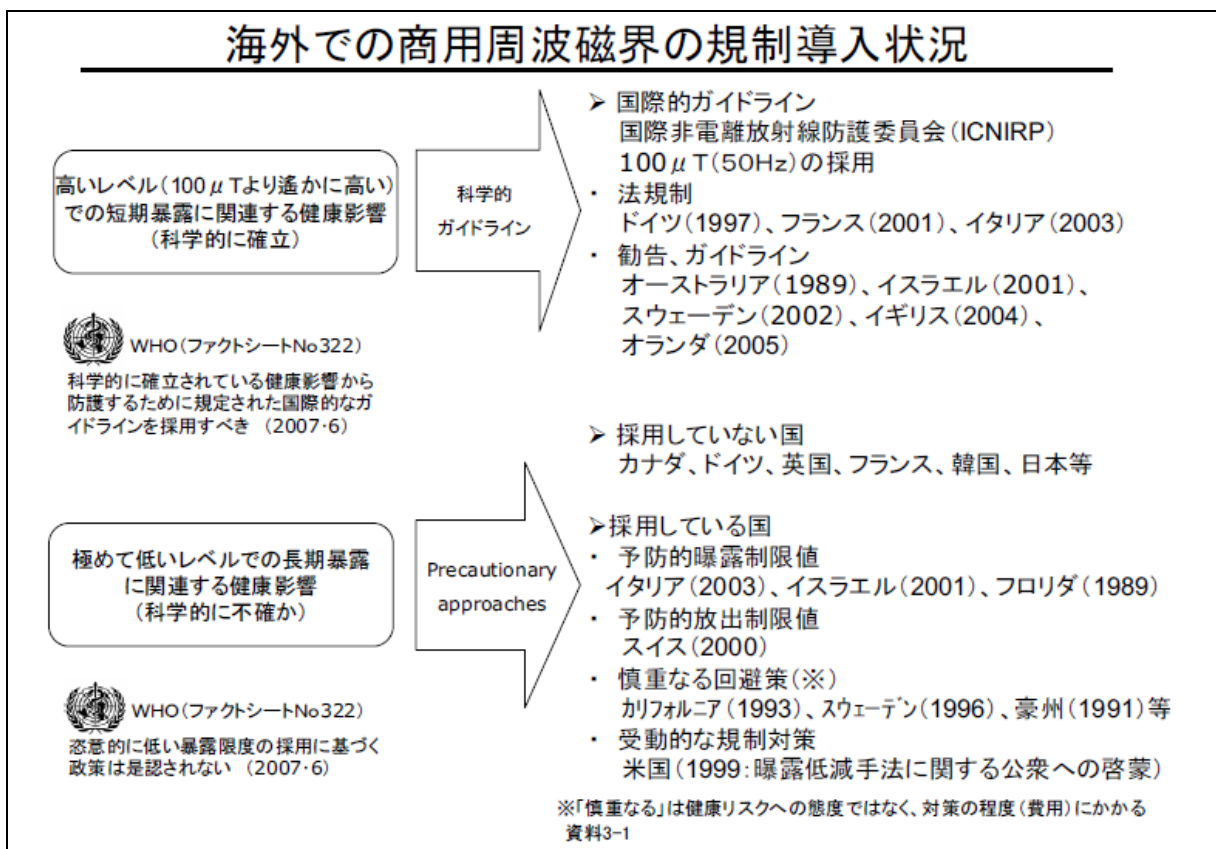 海外での商用周波磁界の規制導入状況
高いレベル(100μTより遙かに高い)
での短期暴露に関連する健康影響
(科学的に確立)
科学的
ガイドライン
➢ 国際的ガイドライン
国際非電離放射線防護委員会(ICNIRP)
100μT(50Hz)の採用
・ 法規制
ドイツ(1997)、フランス(2001)、イタリア(2003)
・ 勧告、ガイドライン
オーストラリア(1989)、イスラエル(2001)、
スウェーデン(2002)、イギリス(2004)、
オランダ(2005)
WHO(ファクトシートNo322)
科学的に確立されている健康影響から
防護するために規定された国際的なガ
イドラインを採用すべき (2007・6)
➢ 採用していない国
カナダ、ドイツ、英国、フランス、韓国、日本等
極めて低いレベルでの長期暴露
に関連する健康影響
(科学的に不確か)
Precautionary
approaches
➢採用している国
・ 予防的曝露制限値
イタリア(2003)、イスラエル(2001)、フロリダ(1989)
・ 予防的放出制限値
スイス(2000)
・ 慎重なる回避策(※)
カリフォルニア(1993)、スウェーデン(1996)、豪州(1991)等
・ 受動的な規制対策
米国(1999:曝露低減手法に関する公衆への啓蒙)
WHO(ファクトシートNo322)
恣意的に低い暴露限度の採用に基づく
政策は是認されない (2007・6)
※「慎重なる」は健康リスクへの態度ではなく、対策の程度(費用)にかかる
資料3-1